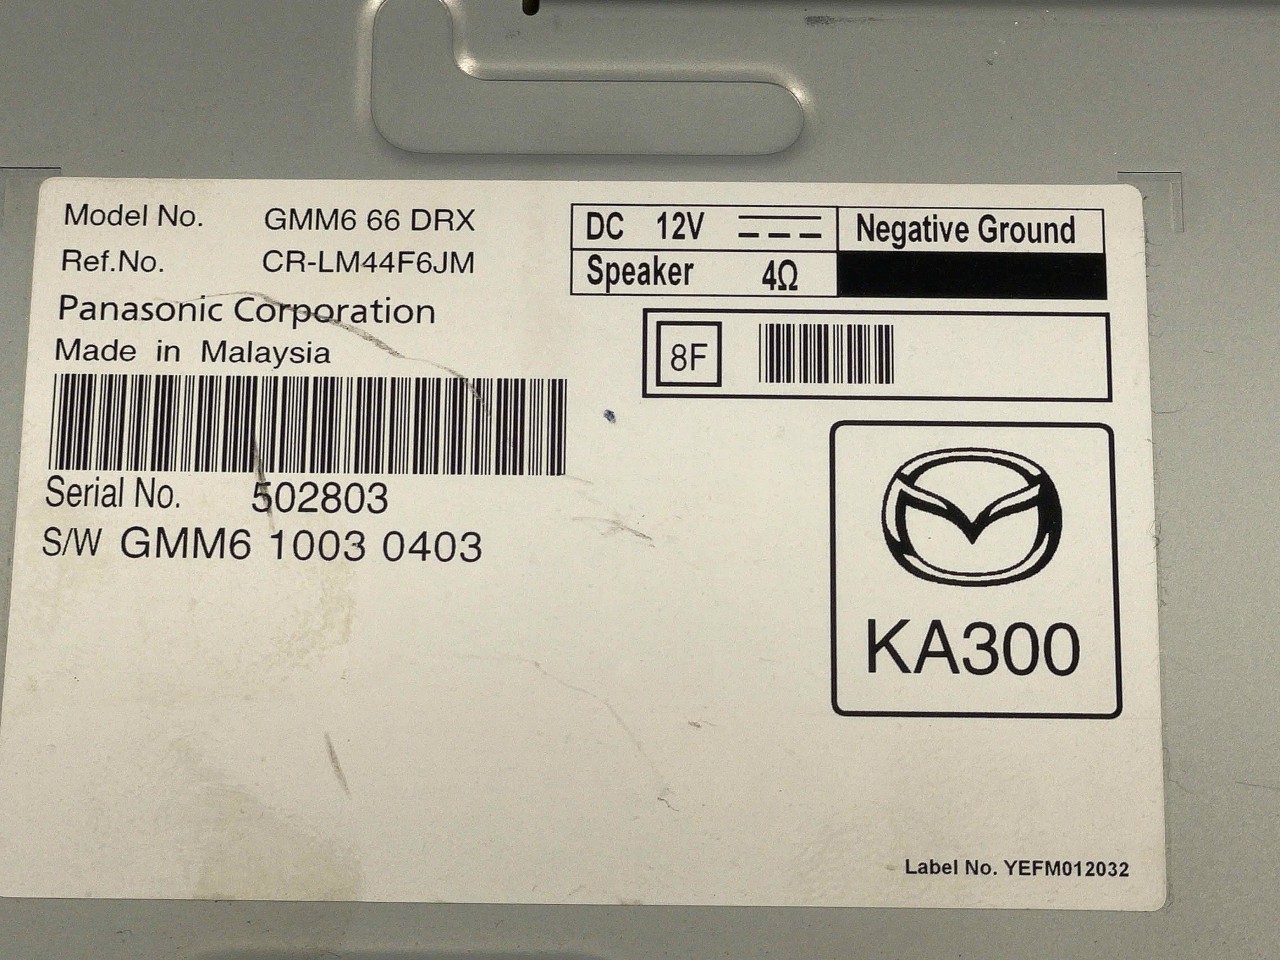 Model No. GMM6 66 DRX
Ref.No. CR-LM44F6JM
Panasonic Corporation
Made in Malaysia
Serial No. 502803
S/W GMM6 1003 0403
DC 12V Negative Ground
Speaker 4Ω
8F
KA300
Label No. YEFM012032